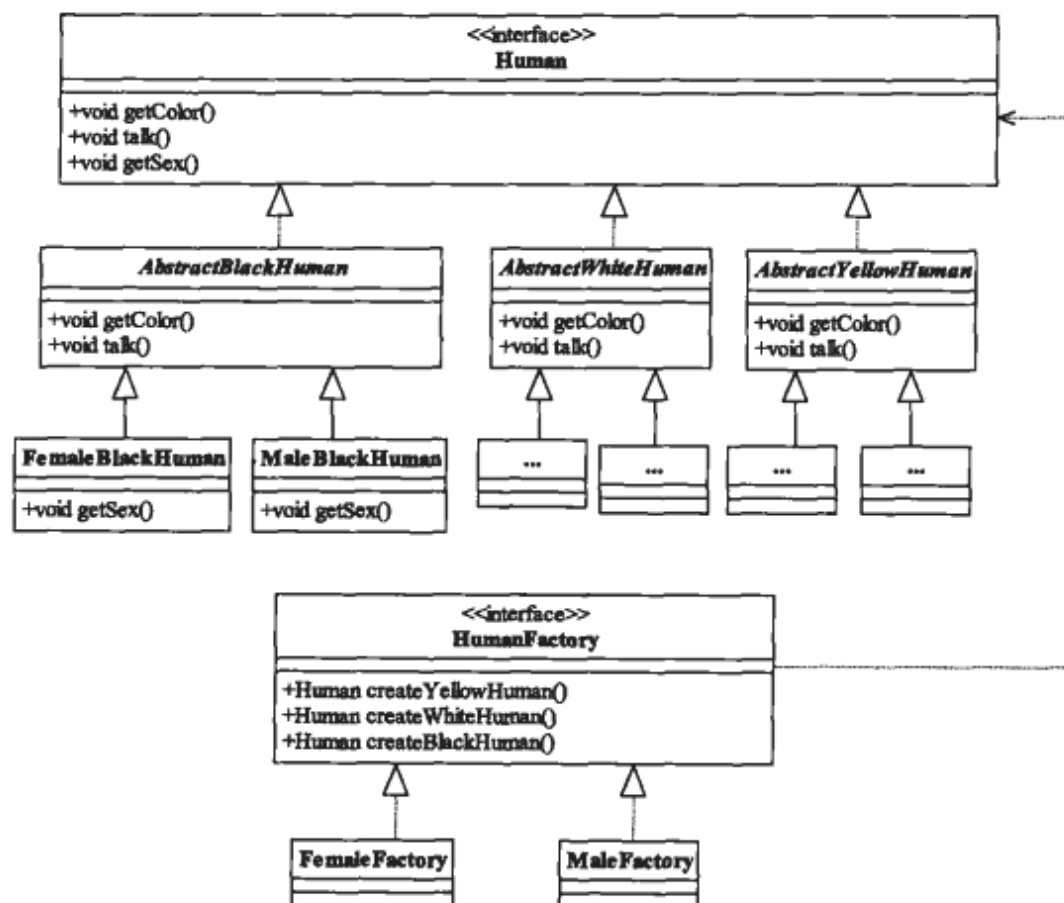 <<interface>>
Human
+void getColor()
+void talk()
+void getSex()
AbstractBlackHuman
+void getColor()
+void talk()
AbstractWhiteHuman
+void getColor()
+void talk()
AbstractYellowHuman
+void getColor()
+void talk()
FemaleBlackHuman
+void getSex()
MaleBlackHuman
+void getSex()
...
...
...
...
<<interface>>
HumanFactory
+Human createYellowHuman()
+Human createWhiteHuman()
+Human createBlackHuman()
FemaleFactory
MaleFactory